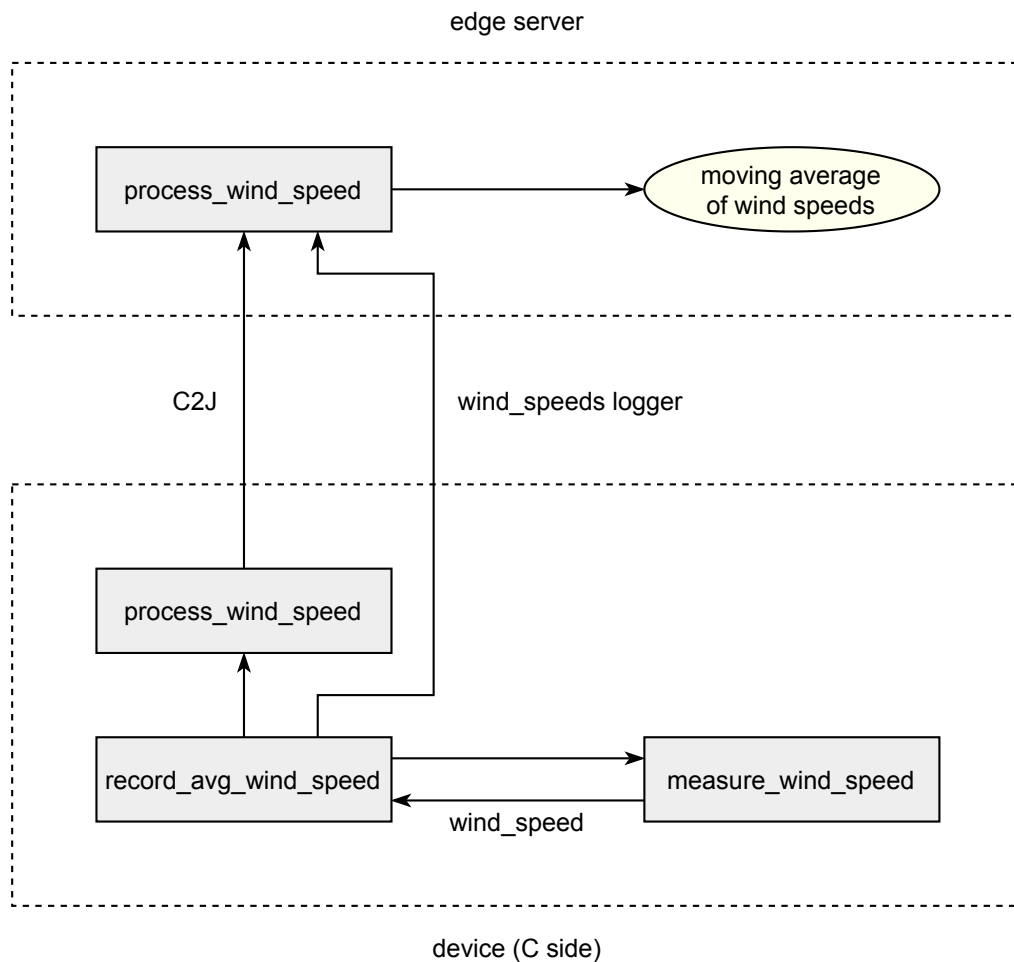 edge server
process_wind_speed
moving average
of wind speeds
C2J
wind_speeds logger
process_wind_speed
record_avg_wind_speed
measure_wind_speed
wind_speed
device (C side)